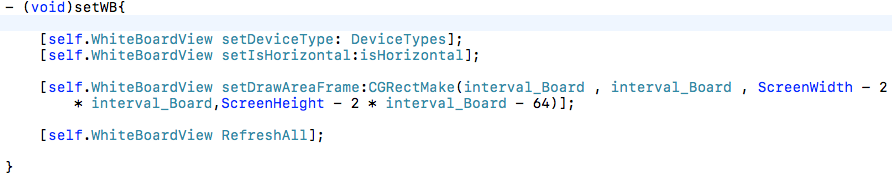 - (void)setWB{
[self.WhiteBoardView setDeviceType: DeviceTypes];
[self.WhiteBoardView setIsHorizontal:isHorizontal];
[self.WhiteBoardView setDrawAreaFrame:CGRectMake(interval_Board , interval_Board , ScreenWidth - 2
* interval_Board,ScreenHeight - 2 * interval_Board - 64)];
[self.WhiteBoardView RefreshAll];
}